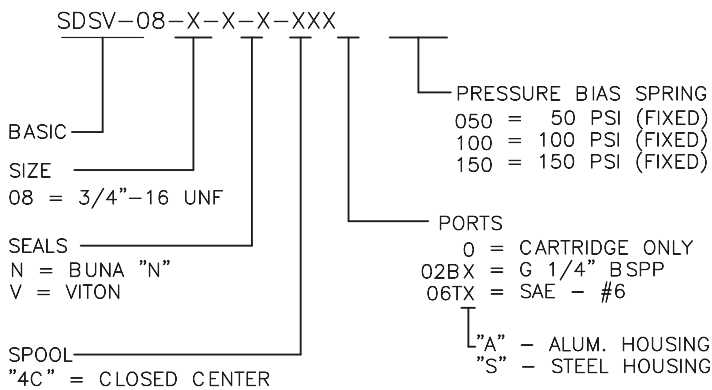 SDSV-08-X-X-X-XXX
PRESSURE BIAS SPRING
050 = 50 PSI (FIXED)
100 = 100 PSI (FIXED)
150 = 150 PSI (FIXED)
BASIC
SIZE
08 = 3/4"-16 UNF
PORTS
0 = CARTRIDGE ONLY
02BX = G 1/4" BSPP
06TX = SAE - #6
"A" - ALUM. HOUSING
"S" - STEEL HOUSING
SEALS
N = BUNA "N"
V = VITON
SPOOL
"4C" = CLOSED CENTER